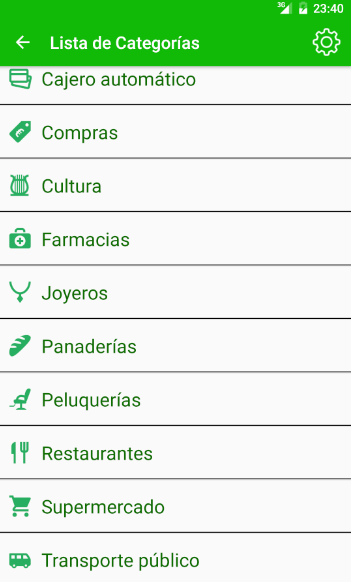 3G 23:40
Lista de Categorías
Cajero automático
Compras
Cultura
Farmacias
Joyeros
Panaderías
Peluquerías
Restaurantes
Supermercado
Transporte público